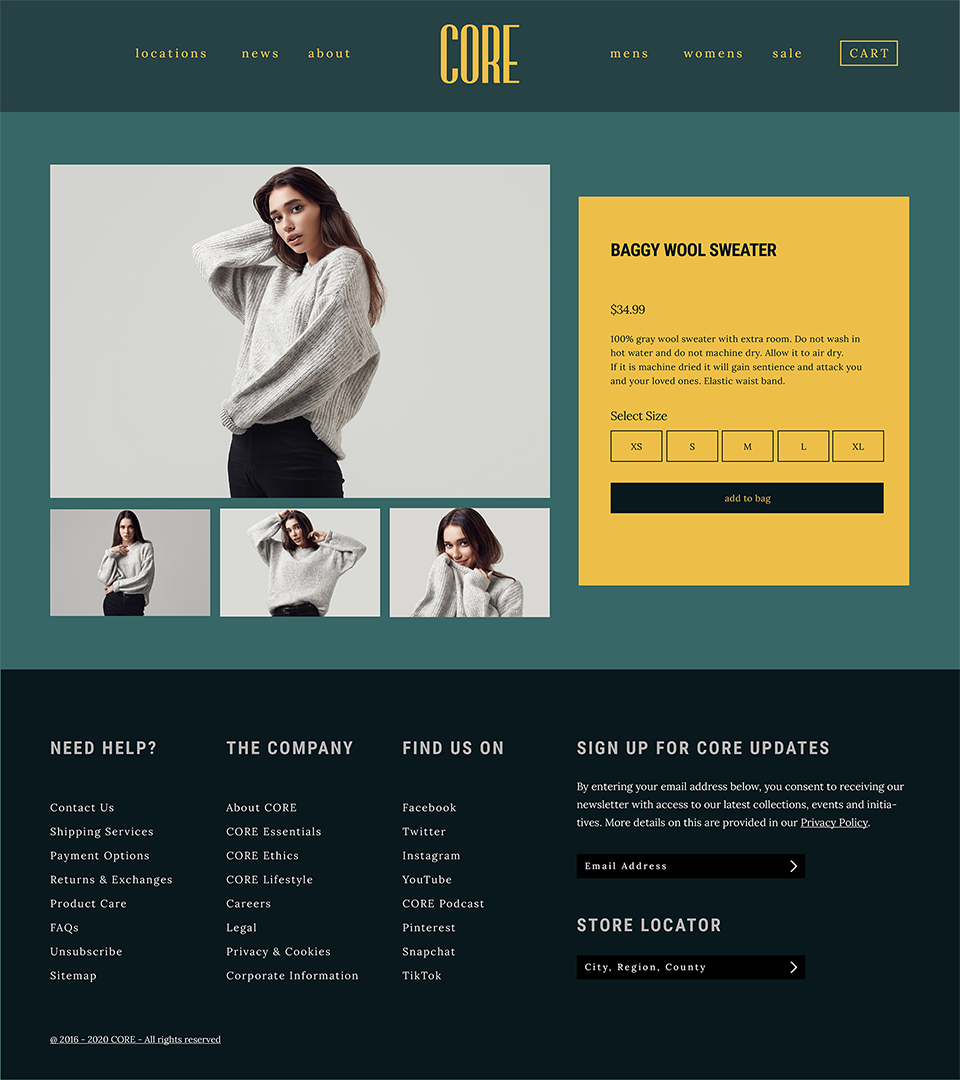 locations news about CORE mens womens sale CART
BAGGY WOOL SWEATER
$34.99
100% gray wool sweater with extra room. Do not wash in
hot water and do not machine dry. Allow it to air dry.
If it is machine dried it will gain sentience and attack you
and your loved ones. Elastic waist band.
Select Size
XS S M L XL
add to bag
NEED HELP?
Contact Us
Shipping Services
Payment Options
Returns & Exchanges
Product Care
FAQs
Unsubscribe
Sitemap
THE COMPANY
About CORE
CORE Essentials
CORE Ethics
CORE Lifestyle
Careers
Legal
Privacy & Cookies
Corporate Information
FIND US ON
Facebook
Twitter
Instagram
YouTube
CORE Podcast
Pinterest
Snapchat
TikTok
SIGN UP FOR CORE UPDATES
By entering your email address below, you consent to receiving our
newsletter with access to our latest collections, events and initia-
tives. More details on this are provided in our Privacy Policy.
Email Address
STORE LOCATOR
City, Region, County
@ 2016 - 2020 CORE - All rights reserved